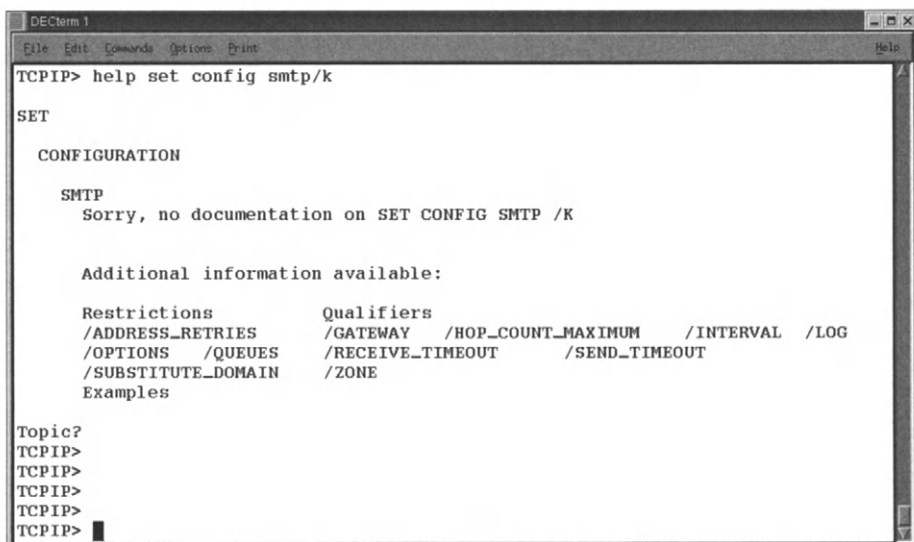 DECterm 1
File Edit Commands Options Print Help
TCPIP> help set config smtp/k
SET
CONFIGURATION
SMTP
Sorry, no documentation on SET CONFIG SMTP /K
Additional information available:
Restrictions Qualifiers
/ADDRESS_RETRIES /GATEWAY /HOP_COUNT_MAXIMUM /INTERVAL /LOG
/OPTIONS /QUEUES /RECEIVE_TIMEOUT /SEND_TIMEOUT
/SUBSTITUTE_DOMAIN /ZONE
Examples
Topic?
TCPIP>
TCPIP>
TCPIP>
TCPIP>
TCPIP>